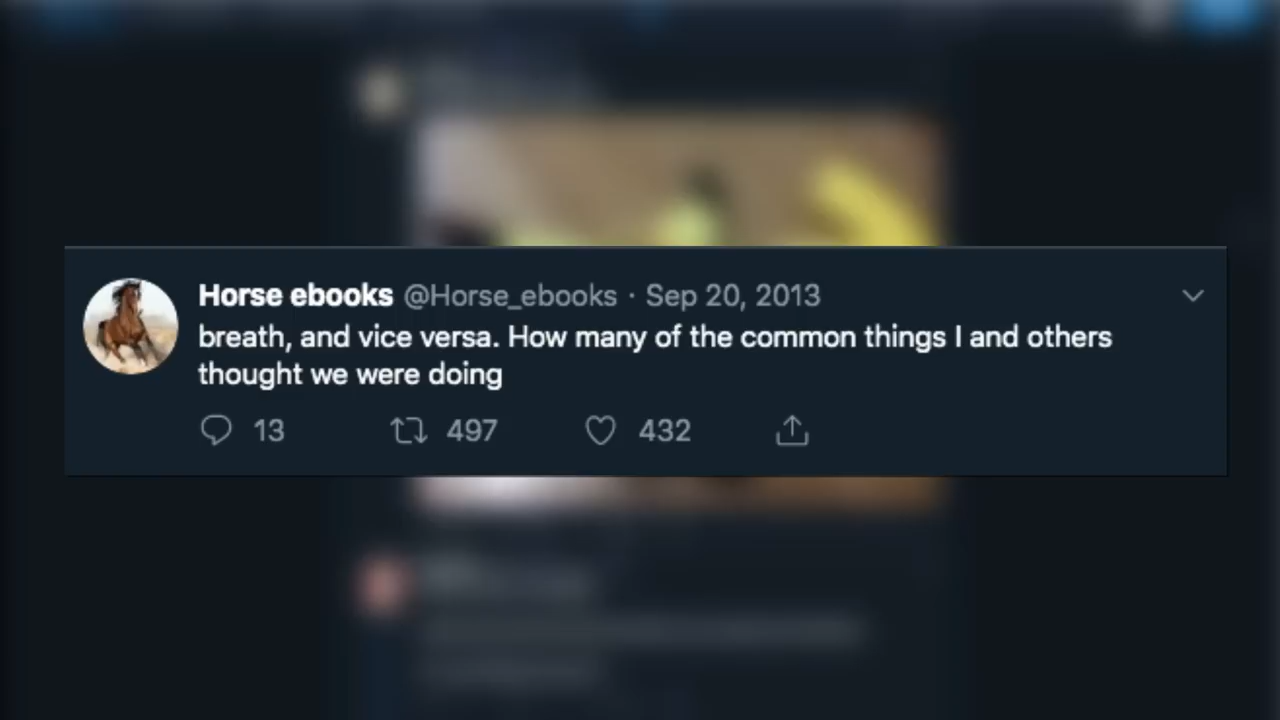 Horse ebooks @Horse_ebooks · Sep 20, 2013
breath, and vice versa. How many of the common things I and others
thought we were doing
13 497 432